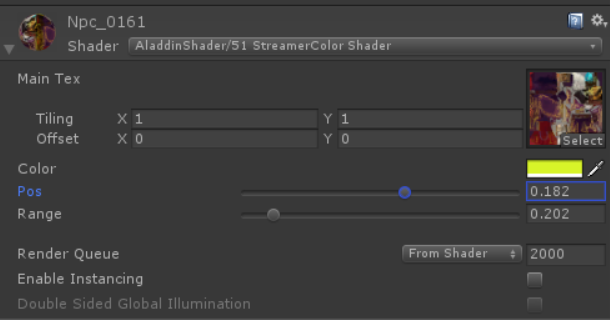 Npc_0161
Shader AladdinShader/51 StreamerColor Shader
Main Tex
Tiling X 1 Y 1
Offset X 0 Y 0
Select
Color
Pos 0.182
Range 0.202
Render Queue From Shader 2000
Enable Instancing
Double Sided Global Illumination